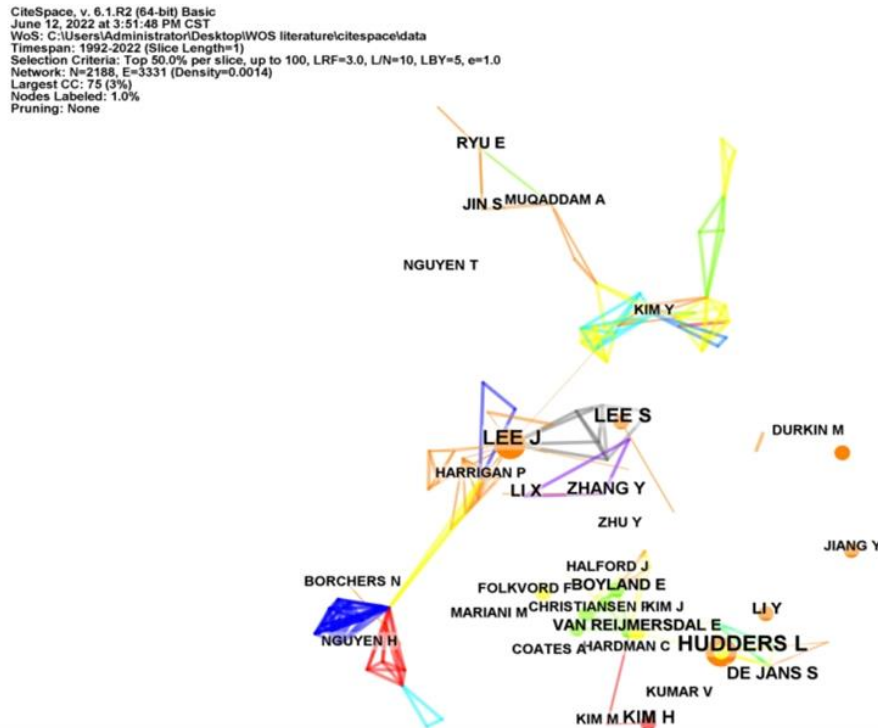 CiteSpace, v. 6.1.R2 (64-bit) Basic
June 12, 2022 at 3:51:48 PM CST
WoS: C:\Users\Administrator\Desktop\WOS literature\citespace\data
Timespan: 1992-2022 (Slice Length=1)
Selection Criteria: Top 50.0% per slice, up to 100, LRF=3.0, L/N=10, LBY=5, e=1.0
Network: N=2188, E=3331 (Density=0.0014)
Largest CC: 75 (3%)
Nodes Labeled: 1.0%
Pruning: None
RYU E
JIN S
MUQADDAM A
NGUYEN T
KIM Y
LEE S
DURKIN M
LEE J
HARRIGAN P
LI X
ZHANG Y
ZHU Y
JIANG Y
HALFORD J
BORCHERS N
FOLKVORD F
BOYLAND E
MARIANI M
CHRISTIANSEN P
KIM J
LI Y
VAN REIJMERSDAL E
NGUYEN H
COATES A
HARDMAN C
HUDDERS L
DE JANS S
KUMAR V
KIM M
KIM H